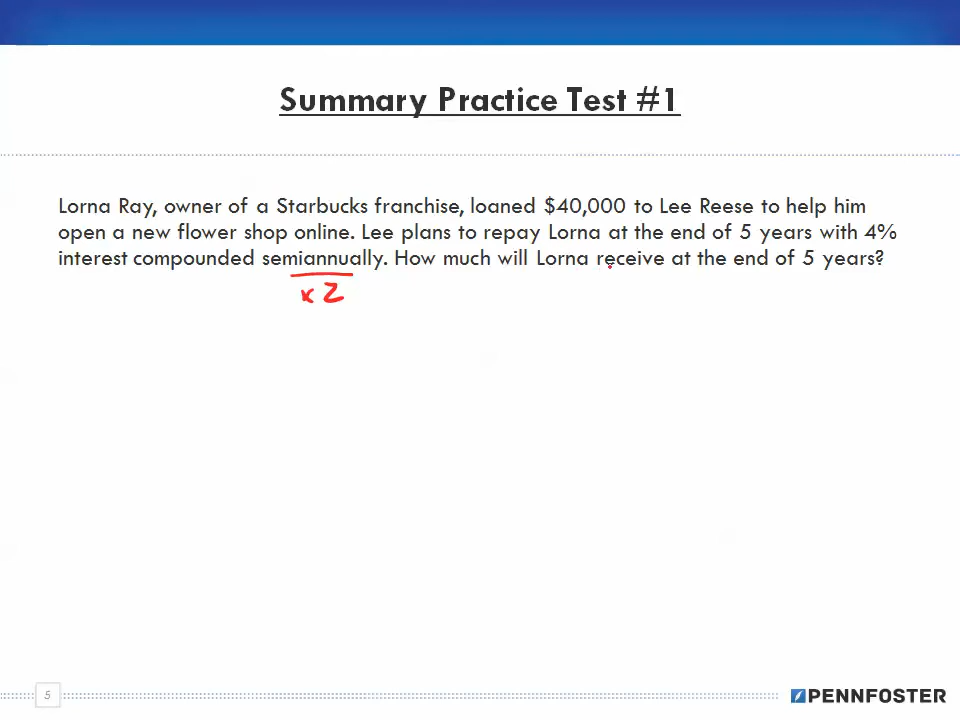 Summary Practice Test #1
Lorna Ray, owner of a Starbucks franchise, loaned $40,000 to Lee Reese to help him
open a new flower shop online. Lee plans to repay Lorna at the end of 5 years with 4%
interest compounded semiannually. How much will Lorna receive at the end of 5 years?
x 2
5
PENNFOSTER